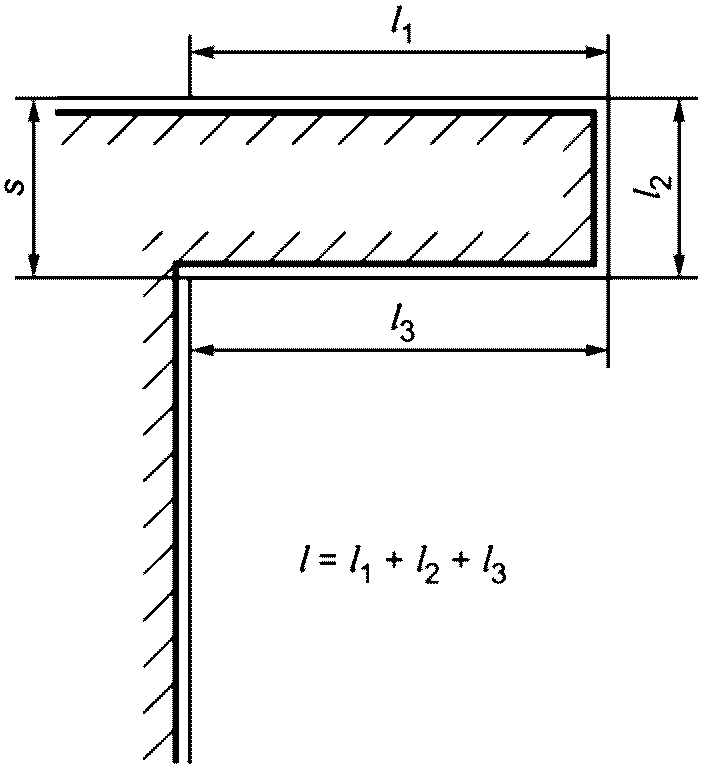 l₁
s
l₂
l₃
l = l₁ + l₂ + l₃